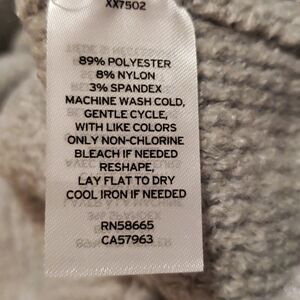 XX7502
89% POLYESTER
8% NYLON
3% SPANDEX
MACHINE WASH COLD,
GENTLE CYCLE,
WITH LIKE COLORS
ONLY NON-CHLORINE
BLEACH IF NEEDED
RESHAPE,
LAY FLAT TO DRY
COOL IRON IF NEEDED
RN58665
CA57963